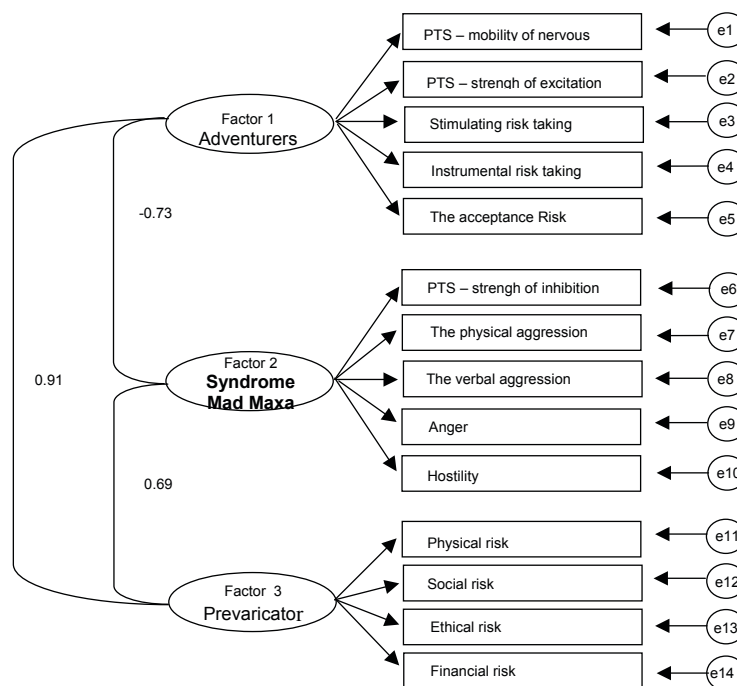 PTS – mobility of nervous
e1
PTS – strengh of excitation
e2
Factor 1
Adventurers
Stimulating risk taking
e3
Instrumental risk taking
e4
The acceptance Risk
e5
-0.73
PTS – strengh of inhibition
e6
The physical aggression
e7
Factor 2
Syndrome
Mad Maxa
The verbal aggression
e8
0.91
Anger
e9
Hostility
e10
0.69
Physical risk
e11
Social risk
e12
Factor 3
Prevaricator
Ethical risk
e13
Financial risk
e14